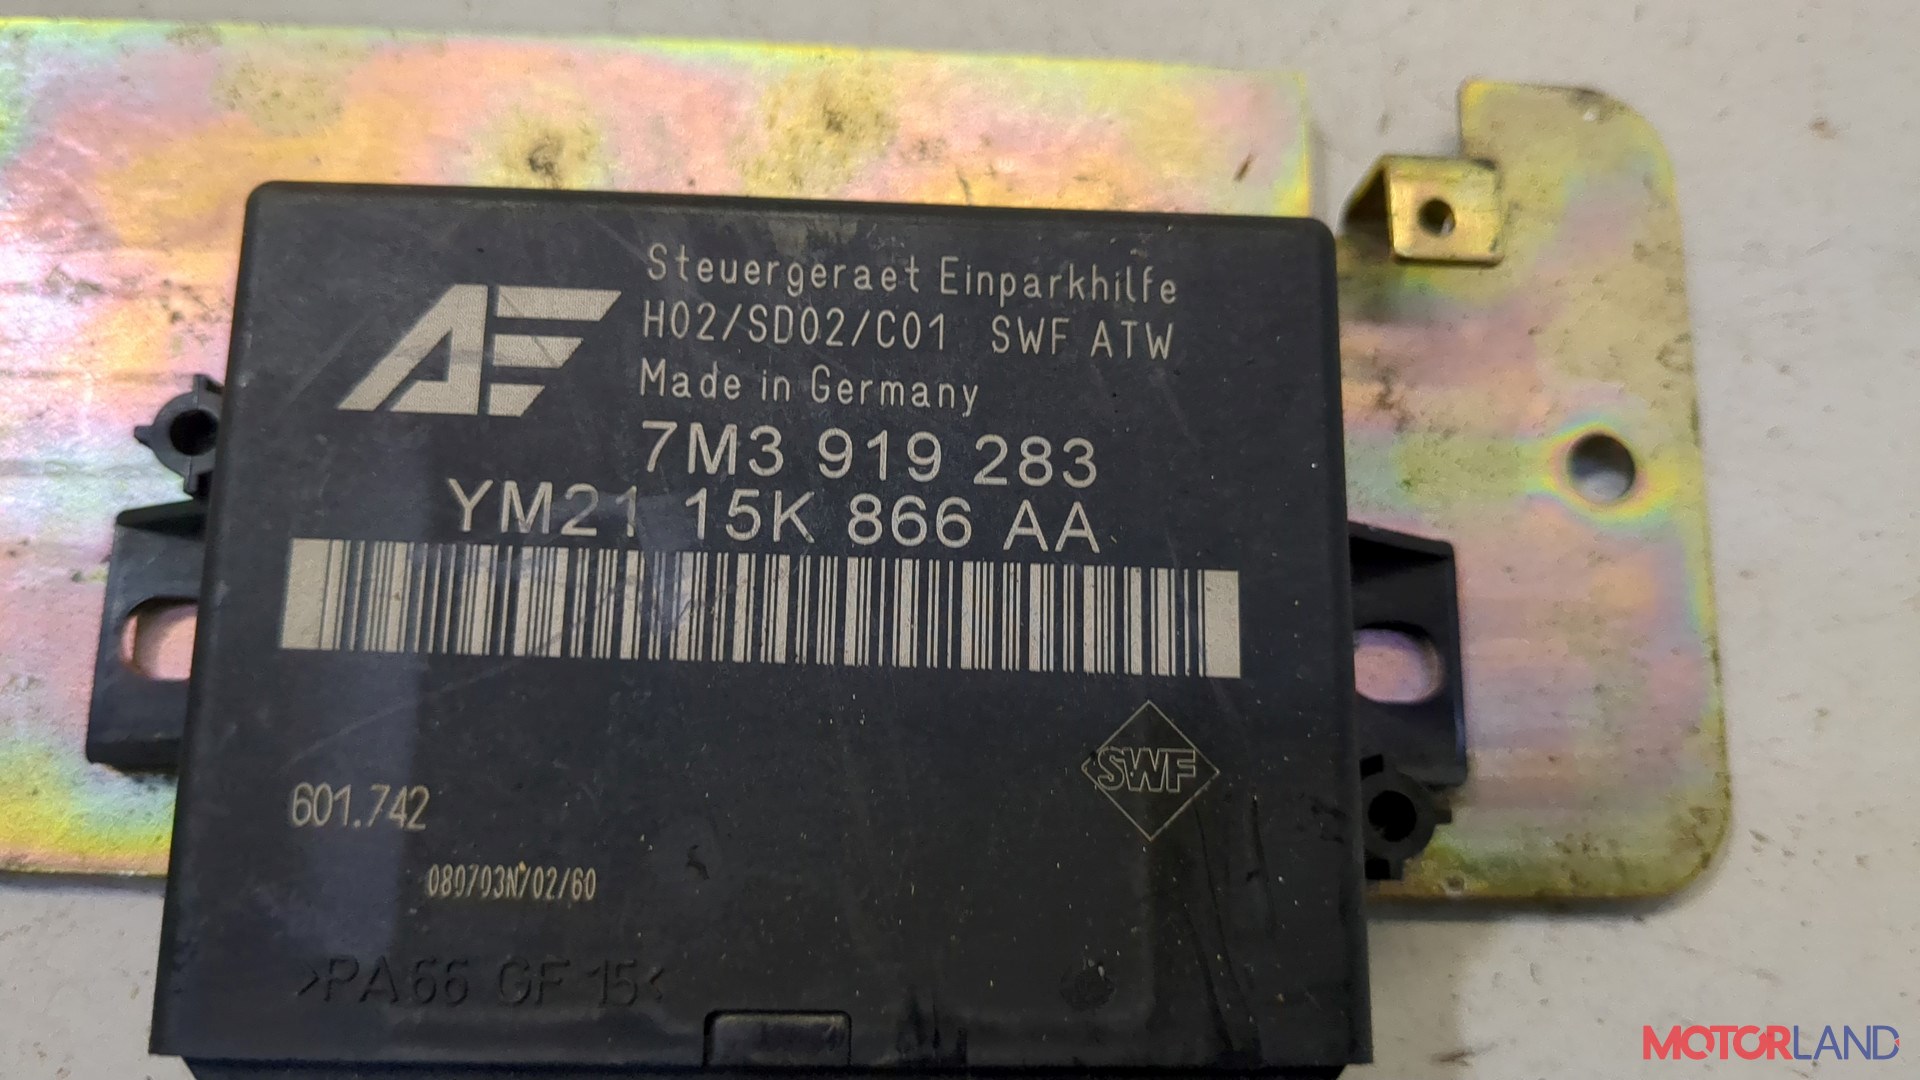 AF
Steuergeraet Einparkhilfe
H02/SD02/C01 SWF ATW
Made in Germany
7M3 919 283
YM21 15K 866 AA
SWF
601.742
080703N/02/60
>PA66 GF 15<
MOTORLAND